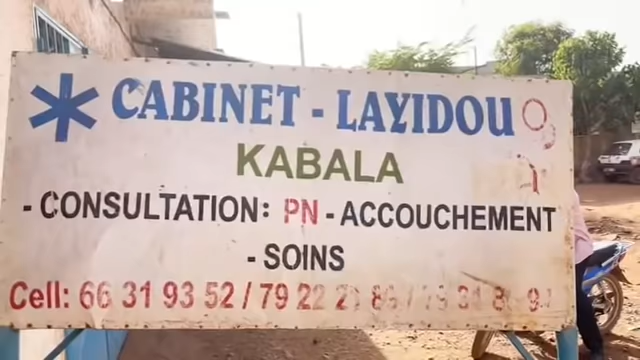 CABINET - LAYIDOU
KABALA
- CONSULTATION: PN - ACCOUCHEMENT
- SOINS
Cell: 66 31 93 52 / 79 22